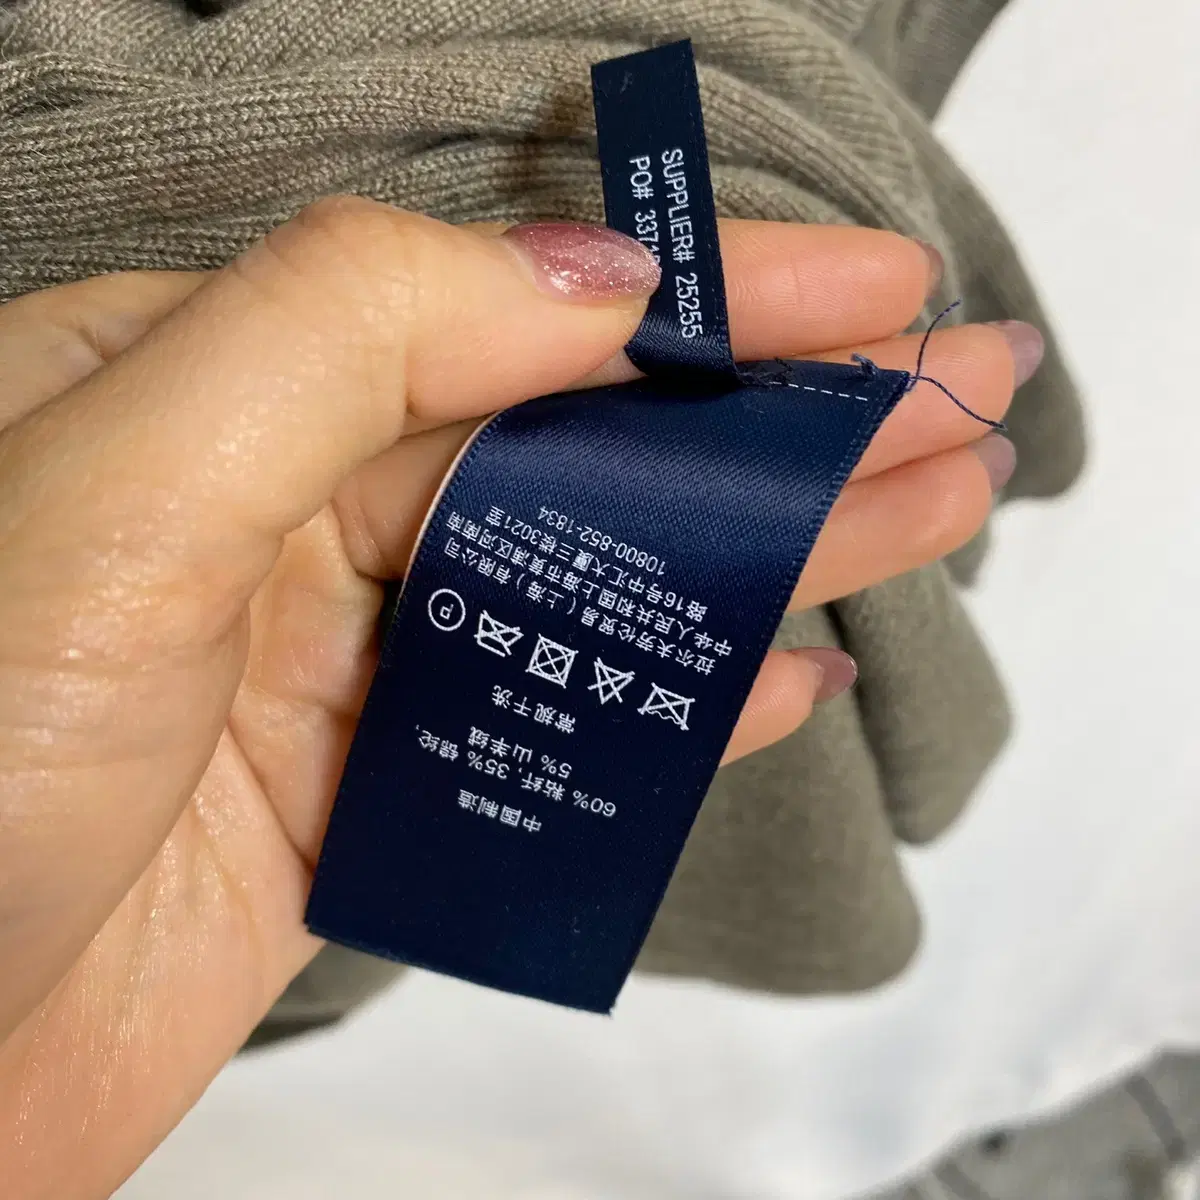 SUPPLIER# 25255
PO#
中国制造
60% 粘纤, 35% 锦纶,
5% 山羊绒
常规干洗
P
拉尔夫劳伦贸易（上海）有限公司
中华人民共和国上海市黄浦区河南南
路16号中汇大厦三楼3021室
10800-852-1834